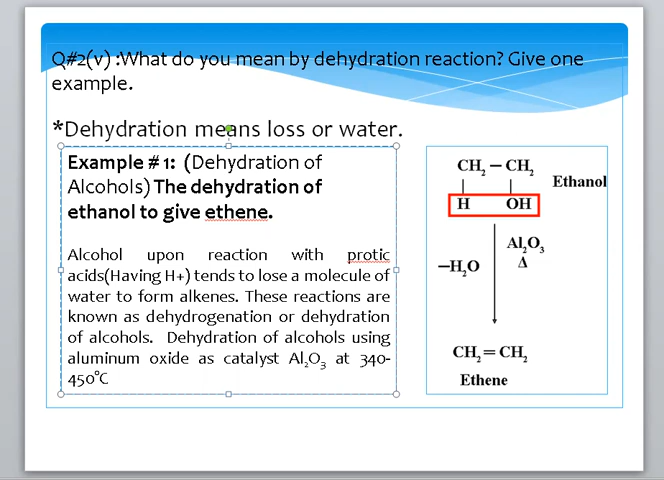 Q#2(v) :What do you mean by dehydration reaction? Give one
example.
*Dehydration means loss or water.
Example # 1: (Dehydration of
Alcohols) The dehydration of
ethanol to give ethene.
Alcohol upon reaction with protic
acids(Having H+) tends to lose a molecule of
water to form alkenes. These reactions are
known as dehydrogenation or dehydration
of alcohols. Dehydration of alcohols using
aluminum oxide as catalyst Al₂O₃ at 340-
450°C
CH₂ – CH₂
Ethanol
H OH
Al₂O₃
–H₂O Δ
CH₂ = CH₂
Ethene